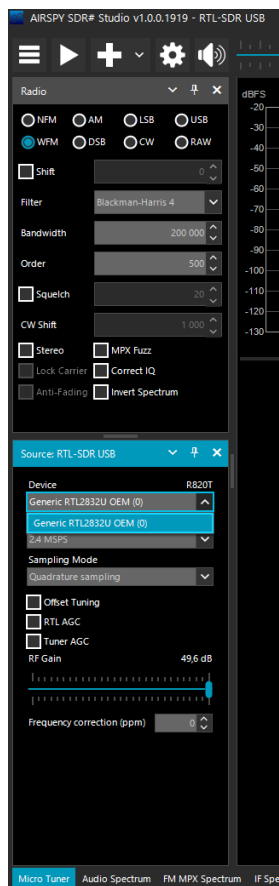 AIRSPY SDR# Studio v1.0.0.1919 - RTL-SDR USB
Radio
NFM AM LSB USB
WFM DSB CW RAW
Shift 0
Filter Blackman-Harris 4
Bandwidth 200 000
Order 500
Squelch 20
CW Shift 1 000
Stereo MPX Fuzz
Lock Carrier Correct IQ
Anti-Fading Invert Spectrum
dBFS
-20
-30
-40
-50
-60
-70
-80
-90
-100
-110
-120
-130
Source: RTL-SDR USB
Device R820T
Generic RTL2832U OEM (0)
Generic RTL2832U OEM (0)
2.4 MSPS
Sampling Mode
Quadrature sampling
Offset Tuning
RTL AGC
Tuner AGC
RF Gain 49,6 dB
Frequency correction (ppm) 0
Micro Tuner Audio Spectrum FM MPX Spectrum IF Spe